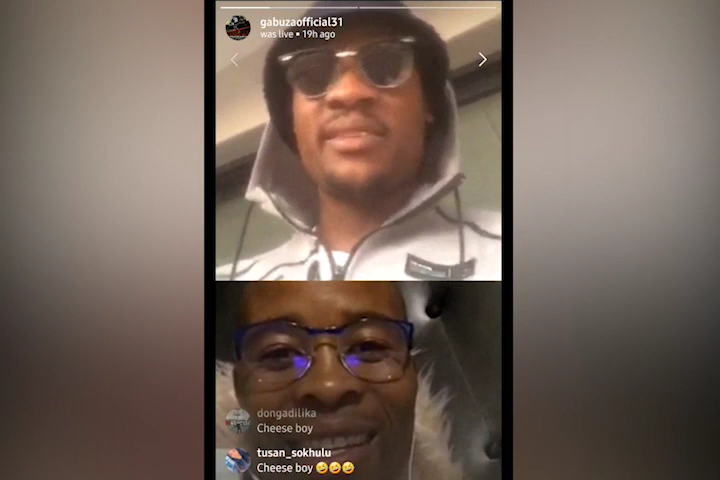 gabuzaofficial31
was live • 19h ago
dongadilika
Cheese boy
tusan_sokhulu
Cheese boy 🤣🤣🤣